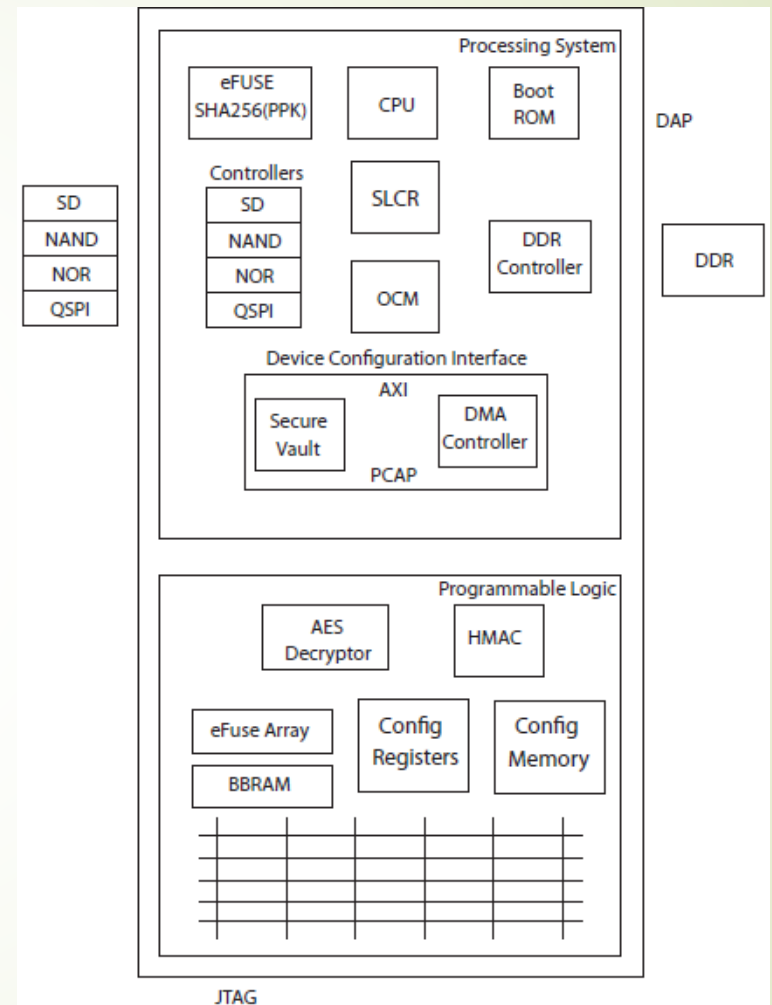 Processing System
eFUSE
SHA256(PPK)
CPU
Boot
ROM
DAP
Controllers
SD
NAND
NOR
QSPI
SD
NAND
NOR
QSPI
SLCR
OCM
DDR
Controller
DDR
Device Configuration Interface
AXI
Secure
Vault
DMA
Controller
PCAP
Programmable Logic
AES
Decryptor
HMAC
eFuse Array
BBRAM
Config
Registers
Config
Memory
JTAG